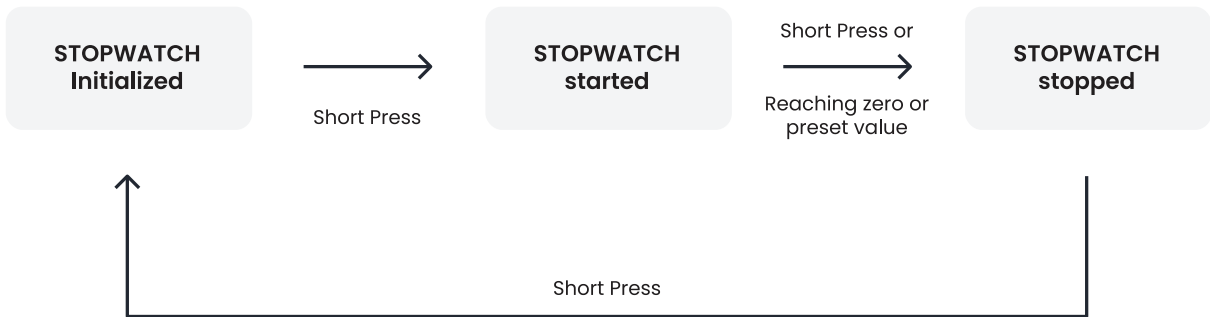 STOPWATCH
Initialized
Short Press
STOPWATCH
started
Short Press or
Reaching zero or
preset value
STOPWATCH
stopped
Short Press